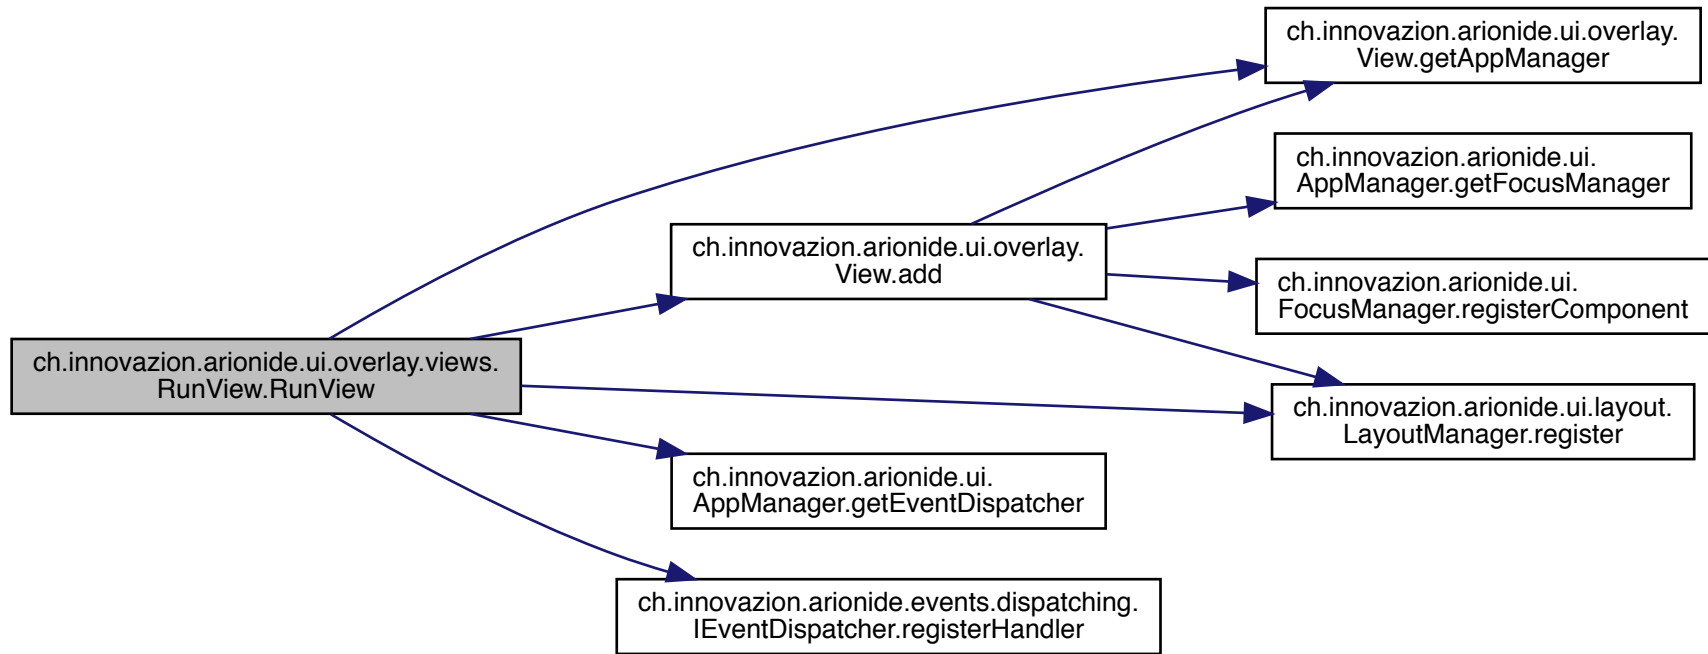 ch.innovazion.arionide.ui.overlay.
View.getAppManager
ch.innovazion.arionide.ui.
AppManager.getFocusManager
ch.innovazion.arionide.ui.overlay.
View.add
ch.innovazion.arionide.ui.
FocusManager.registerComponent
ch.innovazion.arionide.ui.overlay.views.
RunView.RunView
ch.innovazion.arionide.ui.layout.
LayoutManager.register
ch.innovazion.arionide.ui.
AppManager.getEventDispatcher
ch.innovazion.arionide.events.dispatching.
IEventDispatcher.registerHandler